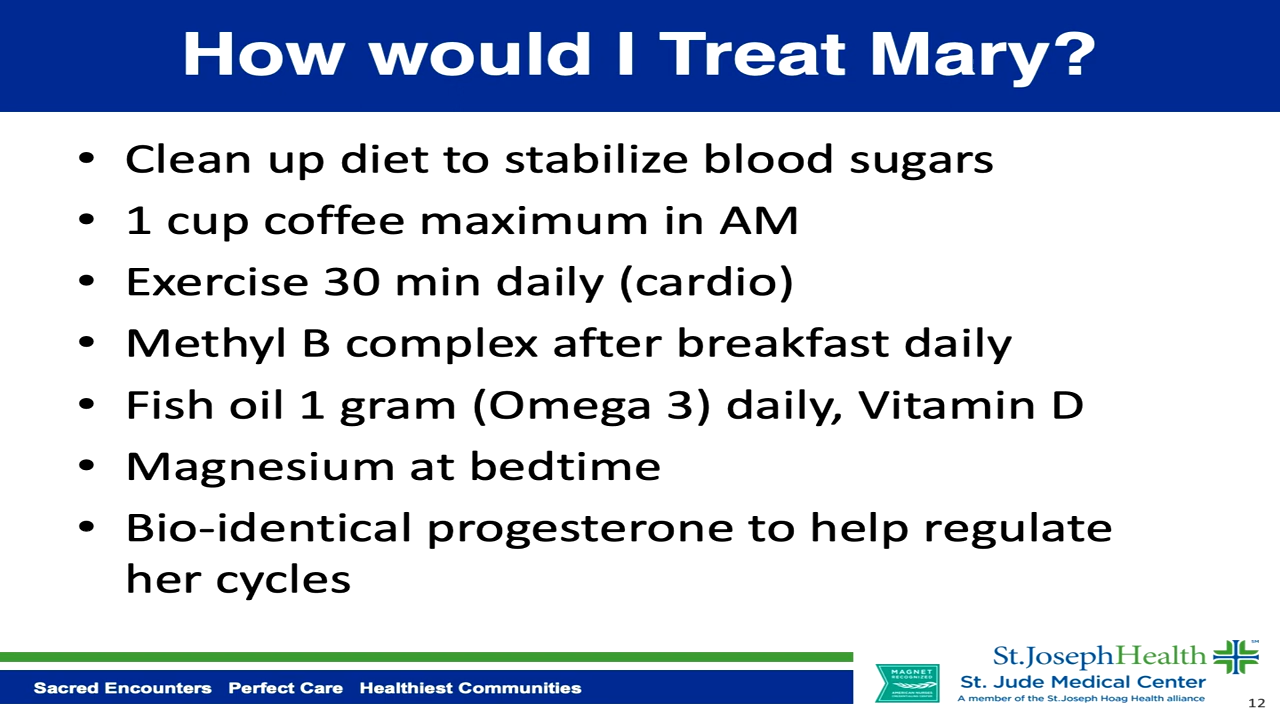 How would I Treat Mary?
• Clean up diet to stabilize blood sugars
• 1 cup coffee maximum in AM
• Exercise 30 min daily (cardio)
• Methyl B complex after breakfast daily
• Fish oil 1 gram (Omega 3) daily, Vitamin D
• Magnesium at bedtime
• Bio-identical progesterone to help regulate
her cycles
Sacred Encounters Perfect Care Healthiest Communities
MAGNET
RECOGNIZED
St.JosephHealth
SM
St. Jude Medical Center
A member of the St.Joseph Hoag Health alliance
12